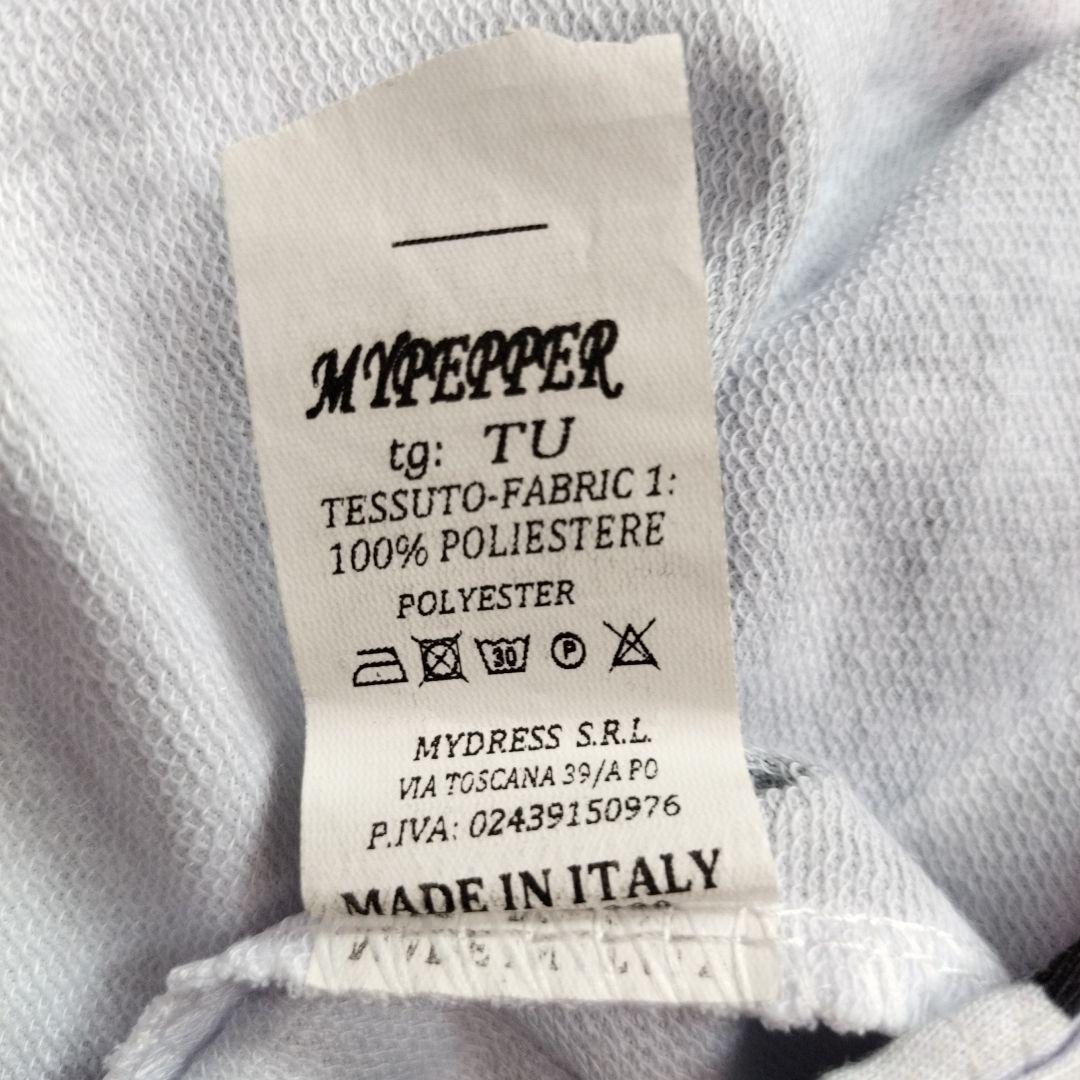 MYPEPPER
tg: TU
TESSUTO-FABRIC 1:
100% POLIESTERE
POLYESTER
30 P
MYDRESS S.R.L.
VIA TOSCANA 39/A PO
P.IVA: 02439150976
MADE IN ITALY